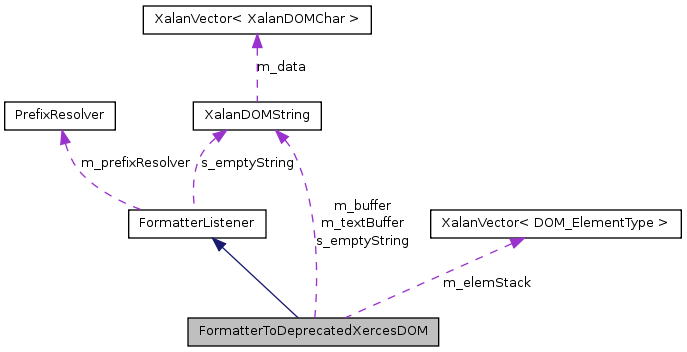 XalanVector< XalanDOMChar >
m_data
PrefixResolver
XalanDOMString
m_prefixResolver
s_emptyString
m_buffer
m_textBuffer
s_emptyString
FormatterListener
XalanVector< DOM_ElementType >
m_elemStack
FormatterToDeprecatedXercesDOM